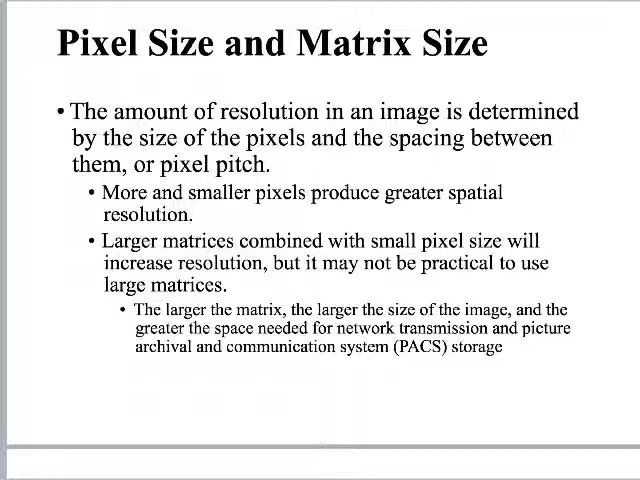 Pixel Size and Matrix Size
• The amount of resolution in an image is determined
by the size of the pixels and the spacing between
them, or pixel pitch.
• More and smaller pixels produce greater spatial
resolution.
• Larger matrices combined with small pixel size will
increase resolution, but it may not be practical to use
large matrices.
• The larger the matrix, the larger the size of the image, and the
greater the space needed for network transmission and picture
archival and communication system (PACS) storage